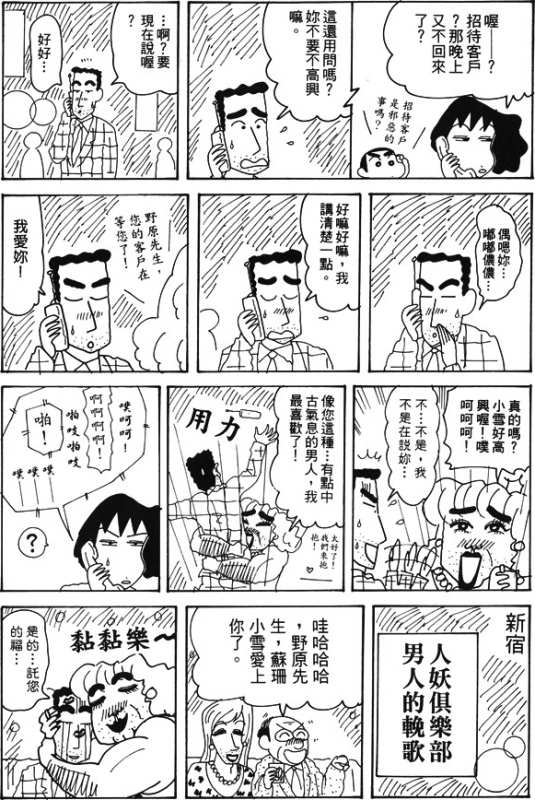 喔——?
招待客戶
?那晚上
又不回來
了?
招待客戶
是邪惡的
事嗎?
這還用問嗎?
妳不要不高興
嘛。
…啊?要
現在說喔
?
好好…
偶嗯妳…
嘟嘟儂儂…
好嘛好嘛,我
講清楚一點。
野原先生,
您的客戶在
等您了!
我愛妳!
真的嗎?
小雪好高
興喔!噗
呵呵呵!
不…不是,我
不是在説妳…
像您這種…有點中
古氣息的男人,我
最喜歡了!!
用力
太好了!
我們來抱
抱!
噗呵呵!
啊啊啊啊!
啪吱啪吱
啪!
噗噗噗
?
新宿
人妖俱樂部
男人的輓歌
哇哈哈哈
,野原先
生,蘇珊
小雪愛上
你了。
黏黏樂~
是的…託您
的福…